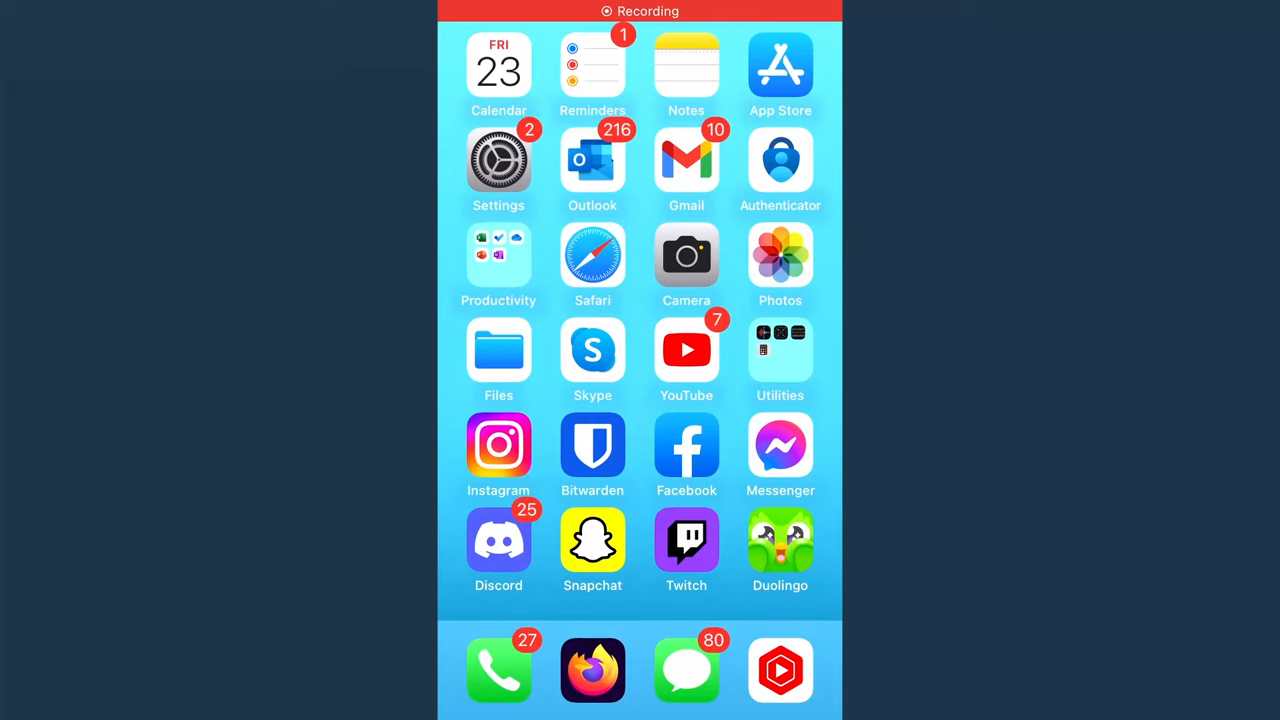 Recording
FRI
23
1
Calendar
Reminders
Notes
App Store
2
216
10
O
Settings
Outlook
Gmail
Authenticator
Productivity
Safari
Camera
Photos
7
S
Files
Skype
YouTube
Utilities
Instagram
Bitwarden
Facebook
Messenger
25
Discord
Snapchat
Twitch
Duolingo
27
80